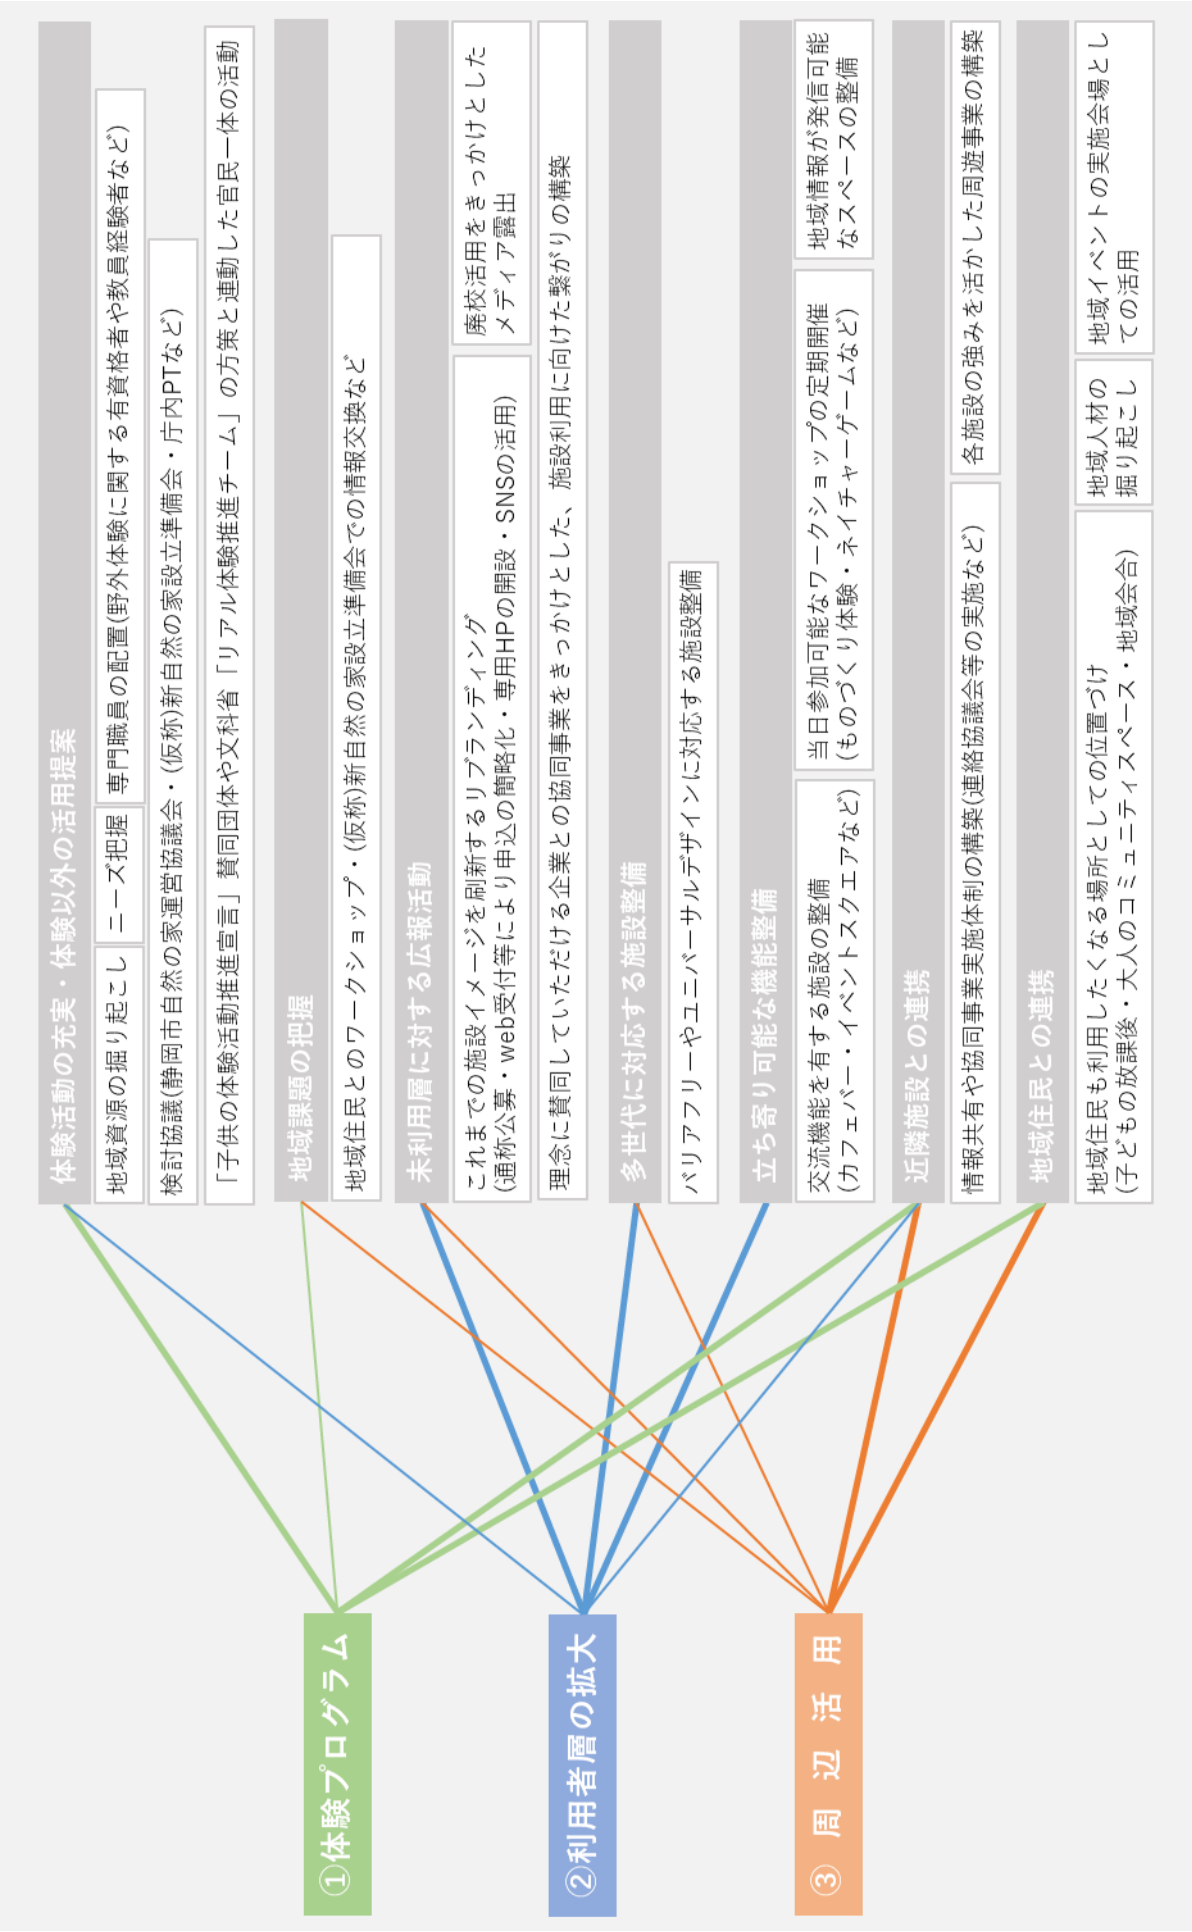 ①体験プログラム
②利用者層の拡大
③ 周 辺 活 用
体験活動の充実・体験以外の活用提案
地域資源の掘り起こし
ニーズ把握
専門職員の配置(野外体験に関する有資格者や教員経験者など)
検討協議(静岡市自然の家運営協議会・(仮称)新自然の家設立準備会・庁内PTなど)
「子供の体験活動推進宣言」賛同団体や文科省「リアル体験推進チーム」の方策と連動した官民一体の活動
地域課題の把握
地域住民とのワークショップ・(仮称)新自然の家設立準備会での情報交換など
未利用層に対する広報活動
これまでの施設イメージを刷新するリブランディング
(通称公募・web受付等により申込の簡略化・専用HPの開設・SNSの活用)
廃校活用をきっかけとした
メディア露出
理念に賛同していただける企業との協同事業をきっかけとした、施設利用に向けた繋がりの構築
多世代に対応する施設整備
バリアフリーやユニバーサルデザインに対応する施設整備
立ち寄り可能な機能整備
交流機能を有する施設の整備
(カフェバー・イベントスクエアなど)
当日参加可能なワークショップの定期開催
(ものづくり体験・ネイチャーゲームなど)
地域情報が発信可能
なスペースの整備
近隣施設との連携
情報共有や協同事業実施体制の構築(連絡協議会等の実施など)
各施設の強みを活かした周遊事業の構築
地域住民との連携
地域住民も利用したくなる場所としての位置づけ
(子どもの放課後・大人のコミュニティスペース・地域会合)
地域人材の
掘り起こし
地域イベントの実施会場とし
ての活用